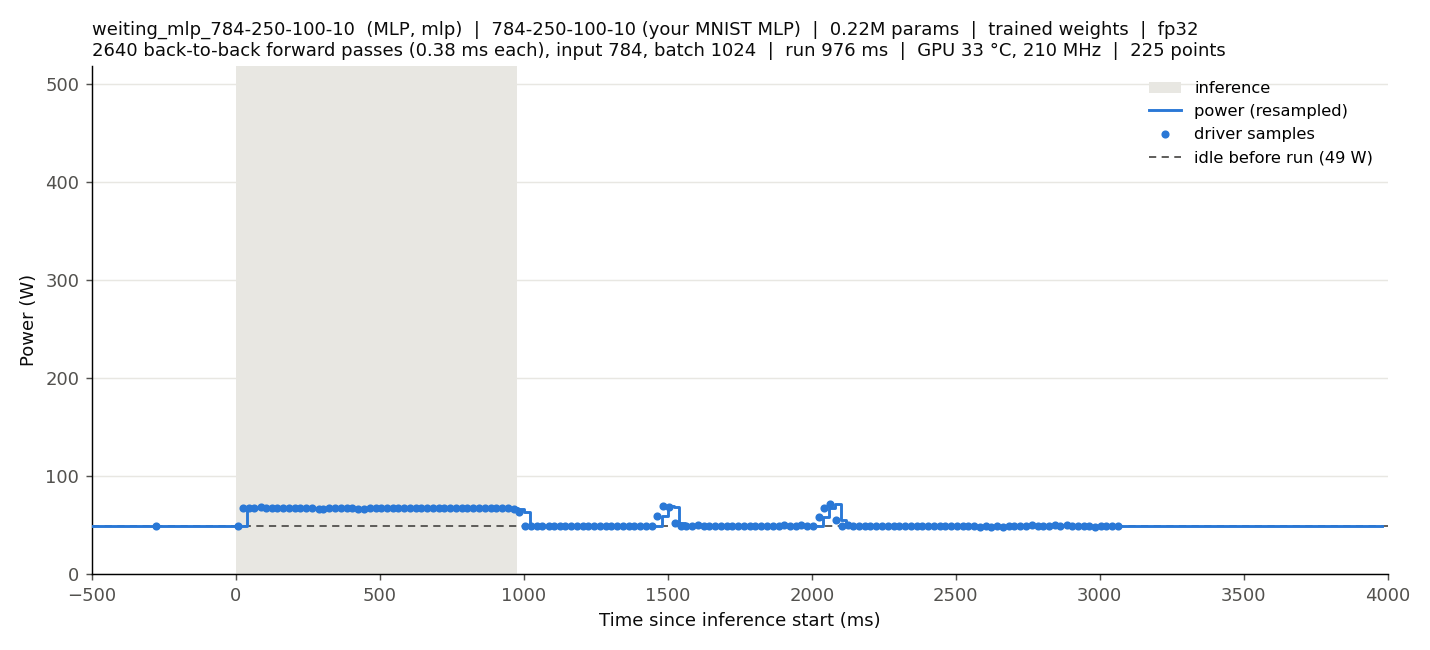 weiting_mlp_784-250-100-10  (MLP, mlp)  |  784-250-100-10 (your MNIST MLP)  |  0.22M params  |  trained weights  |  fp32
2640 back-to-back forward passes (0.38 ms each), input 784, batch 1024  |  run 976 ms  |  GPU 33 °C, 210 MHz  |  225 points
inference
power (resampled)
driver samples
idle before run (49 W)
Power (W)
500
400
300
200
100
0
−500
0
500
1000
1500
2000
2500
3000
3500
4000
Time since inference start (ms)